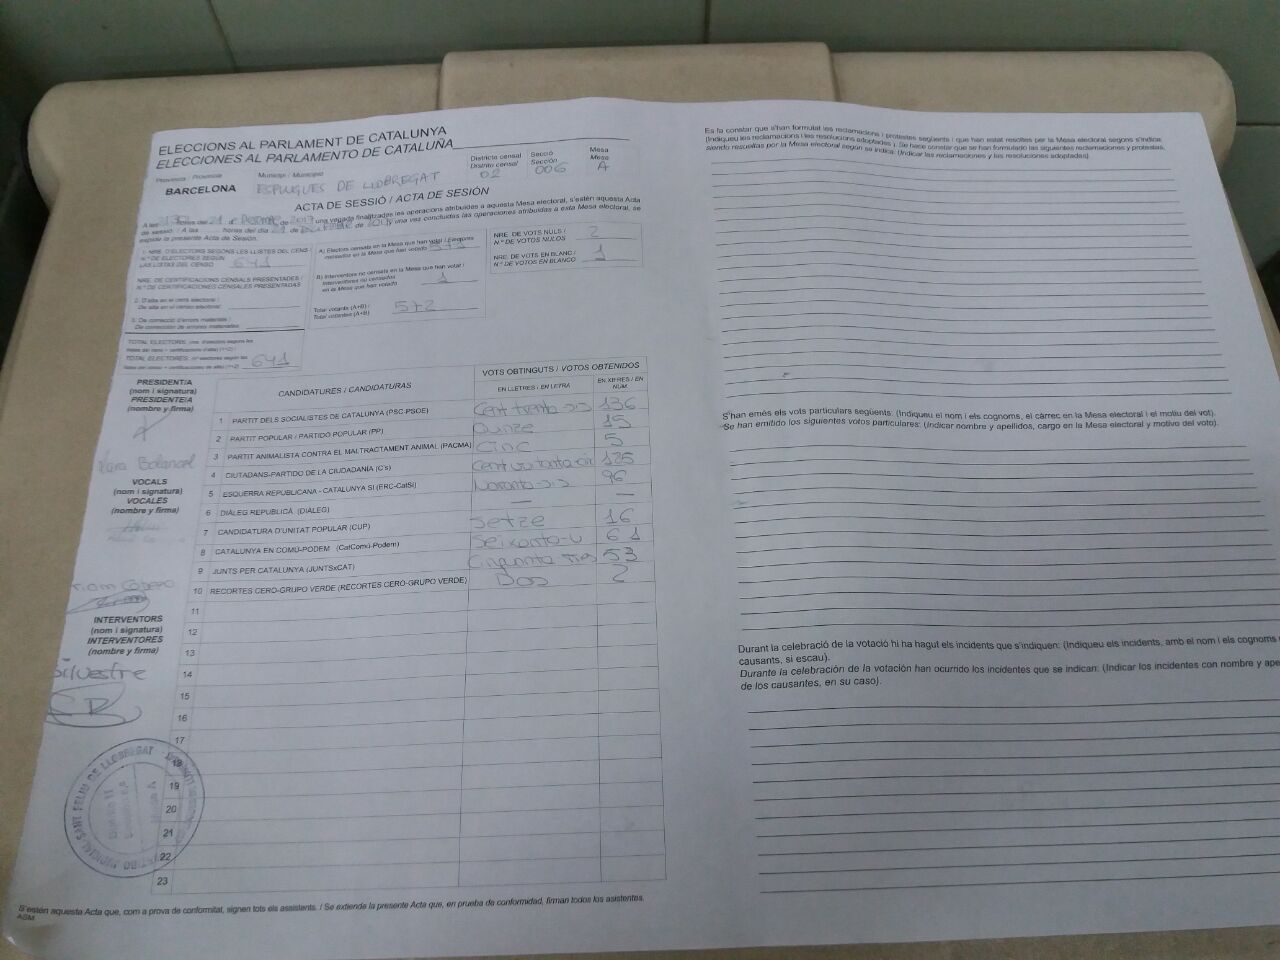 ELECCIONS AL PARLAMENT DE CATALUNYA
ELECCIONES AL PARLAMENTO DE CATALUÑA
Província / Provincia
Municipi / Municipio
Districte censal
Distrito censal
Secció
Sección
Mesa
Mesa
BARCELONA
ESPLUGUES DE LLOBREGAT
02
006
A
ACTA DE SESSIÓ / ACTA DE SESIÓN
A les hores del 21 de de 2017 una vegada finalitzades les operacions atribuïdes a aquesta Mesa electoral, s'estén aquesta Acta
de sessió. / A las horas del día 21 de de y una vez concluidas las operaciones atribuidas a esta Mesa electoral, se
expide la presente Acta de Sesión.
1. NRE. D'ELECTORS SEGONS LES LLISTES DEL CENS
N.º DE ELECTORES SEGÚN
LAS LISTAS DEL CENSO 641
NRE. DE CERTIFICACIONS CENSALS PRESENTADES /
N.º DE CERTIFICACIONES CENSALES PRESENTADAS
2. D'alta en el cens electoral /
De alta en el censo electoral
3. De correcció d'errors materials /
De corrección de errores materiales
TOTAL ELECTORS
TOTAL ELECTORES 641
A) Electors censats en la Mesa que han votat / Electores
censados en la Mesa que han votado
B) Interventors no censats en la Mesa que han votat /
Interventores no censados
en la Mesa que han votado 1
Total votants (A+B) /
Total votantes (A+B) 572
NRE. DE VOTS NULS /
N.º DE VOTOS NULOS 2
NRE. DE VOTS EN BLANC /
N.º DE VOTOS EN BLANCO 1
PRESIDENT/A
(nom i signatura)
PRESIDENTE/A
(nombre y firma)
VOCALS
(nom i signatura)
VOCALES
(nombre y firma)
INTERVENTORS
(nom i signatura)
INTERVENTORES
(nombre y firma)
Silvestre
CANDIDATURES / CANDIDATURAS
VOTS OBTINGUTS / VOTOS OBTENIDOS
EN LLETRES / EN LETRA
EN XIFRES / EN NÚM.
1 PARTIT DELS SOCIALISTES DE CATALUNYA (PSC-PSOE) Cent trenta-sis 136
2 PARTIT POPULAR / PARTIDO POPULAR (PP) Quinze 15
3 PARTIT ANIMALISTA CONTRA EL MALTRACTAMENT ANIMAL (PACMA) Cinc 5
4 CIUTADANS-PARTIDO DE LA CIUDADANÍA (C's)
5 ESQUERRA REPUBLICANA - CATALUNYA SÍ (ERC-CatSí) Noranta-sis 96
6 DIÀLEG REPUBLICÀ (DIÀLEG) — —
7 CANDIDATURA D'UNITAT POPULAR (CUP) Setze 16
8 CATALUNYA EN COMÚ-PODEM (CatComú-Podem) Seixanta-u 61
9 JUNTS PER CATALUNYA (JUNTSxCAT) Cinquanta-tres 53
10 RECORTES CERO-GRUPO VERDE (RECORTES CERO-GRUPO VERDE) Dos 2
11
12
13
14
15
16
17
18
19
20
21
22
23
SANT FELIU DE LLOBREGAT
S'estén aquesta Acta que, com a prova de conformitat, signen tots els assistents. / Se extiende la presente Acta que, en prueba de conformidad, firman todos los asistentes.
Es fa constar que s'han formulat les reclamacions i protestes següents i que han estat resoltes per la Mesa electoral segons s'indica.
(Indiqueu les reclamacions i les resolucions adoptades). Se hace constar que se han formulado las siguientes reclamaciones y protestas,
siendo resueltas por la Mesa electoral según se indica: (Indicar las reclamaciones y las resoluciones adoptadas).
S'han emès els vots particulars següents: (Indiqueu el nom i els cognoms, el càrrec en la Mesa electoral i el motiu del vot).
Se han emitido los siguientes votos particulares: (Indicar nombre y apellidos, cargo en la Mesa electoral y motivo del voto).
Durant la celebració de la votació hi ha hagut els incidents que s'indiquen: (Indiqueu els incidents, amb el nom i els cognoms
causants, si escau).
Durante la celebración de la votación han ocurrido los incidentes que se indican: (Indicar los incidentes con nombre y ape
de los causantes, en su caso).